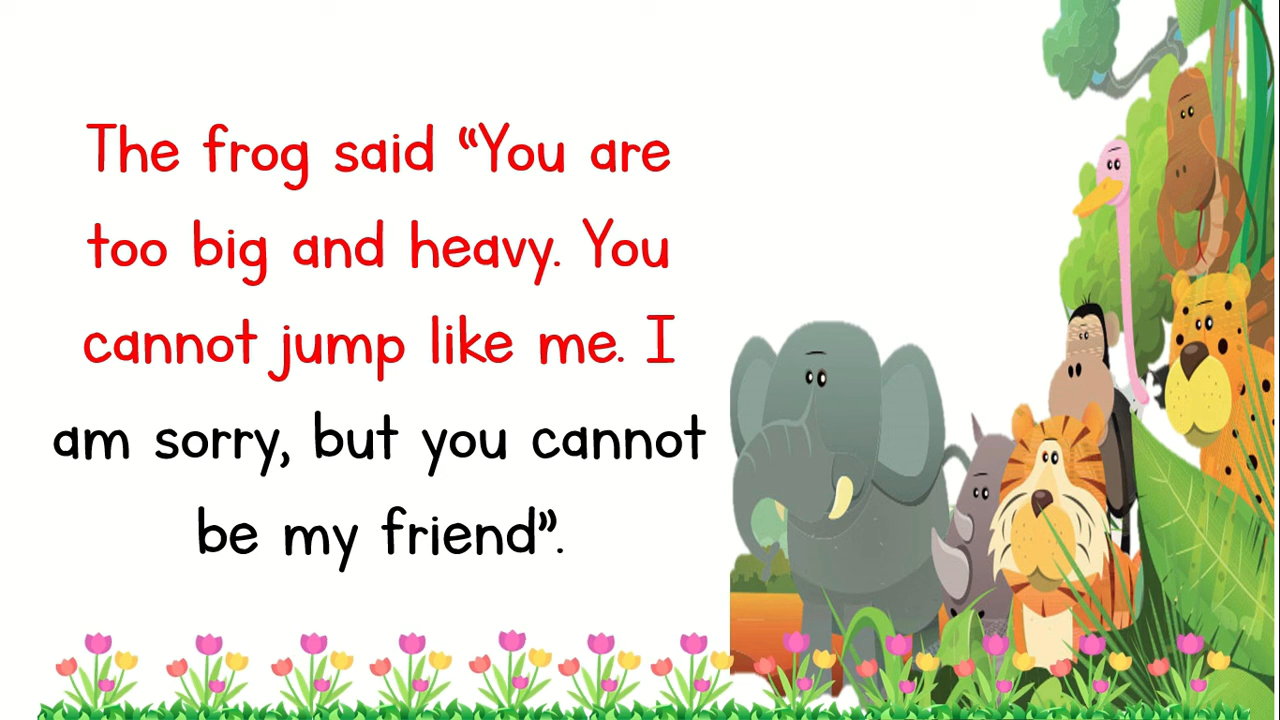 The frog said “You are
too big and heavy. You
cannot jump like me. I
am sorry, but you cannot
be my friend”.